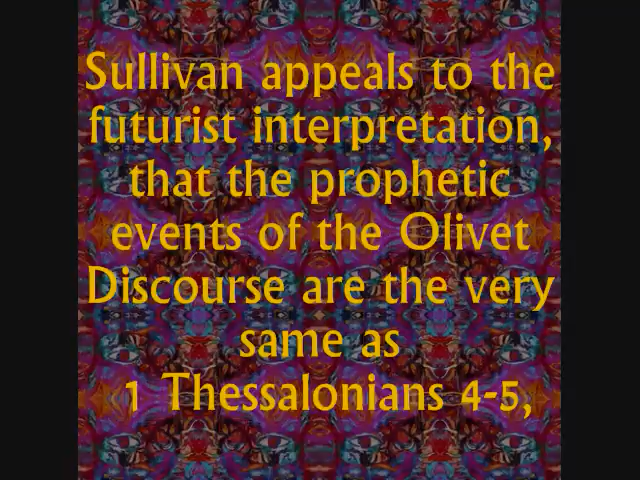 Sullivan appeals to the
futurist interpretation,
that the prophetic
events of the Olivet
Discourse are the very
same as
1 Thessalonians 4-5,